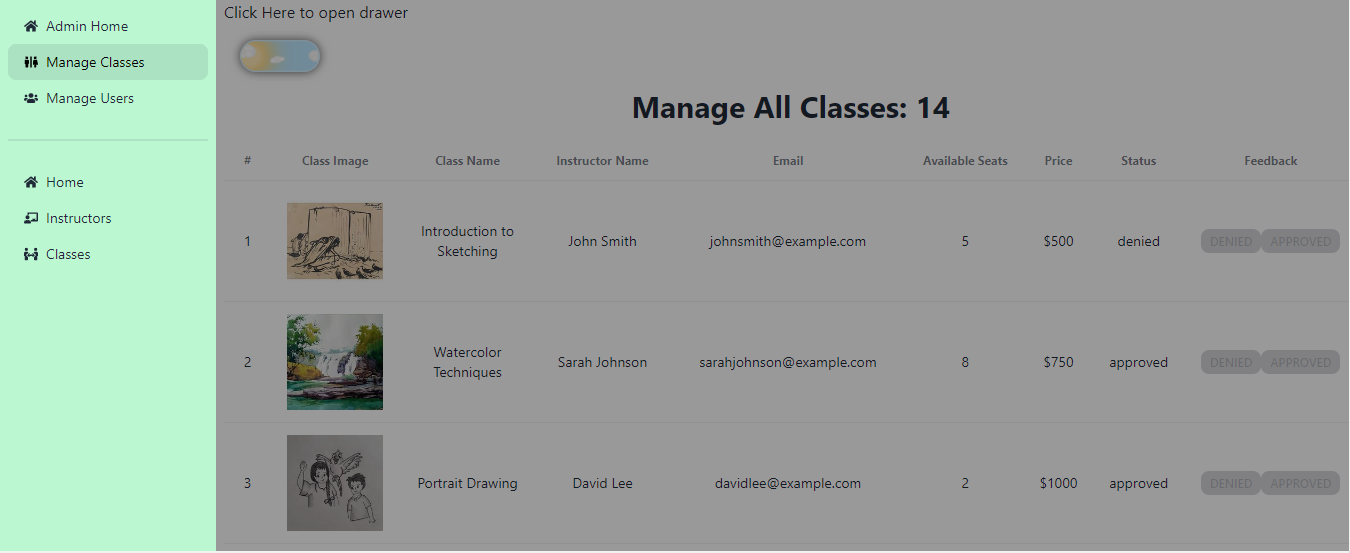 Admin Home
Manage Classes
Manage Users
Home
Instructors
Classes
Click Here to open drawer
Manage All Classes: 14
# Class Image Class Name Instructor Name Email Available Seats Price Status Feedback
1 Introduction to Sketching John Smith johnsmith@example.com 5 $500 denied DENIED APPROVED
2 Watercolor Techniques Sarah Johnson sarahjohnson@example.com 8 $750 approved DENIED APPROVED
3 Portrait Drawing David Lee davidlee@example.com 2 $1000 approved DENIED APPROVED